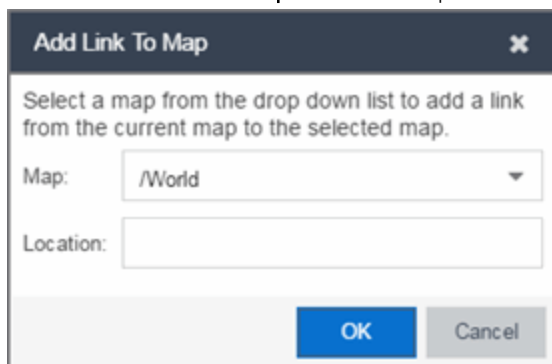 Add Link To Map
Select a map from the drop down list to add a link
from the current map to the selected map.
Map: /World
Location:
OK Cancel